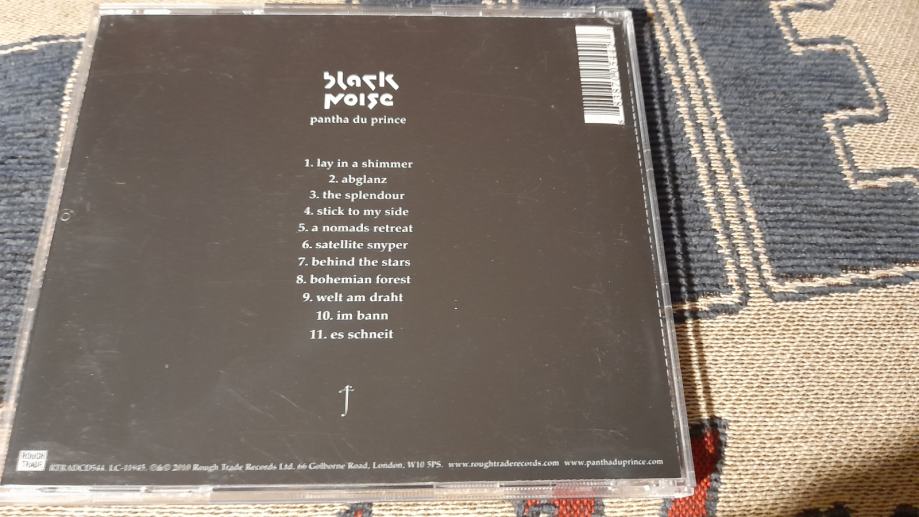 black
noise
pantha du prince
1. lay in a shimmer
2. abglanz
3. the splendour
4. stick to my side
5. a nomads retreat
6. satellite snyper
7. behind the stars
8. bohemian forest
9. welt am draht
10. im bann
11. es schneit
ROUGH
TRADE
RTRADCD544. LC-11945. ℗&© 2010 Rough Trade Records Ltd. 66 Golborne Road, London, W10 5PS. www.roughtraderecords.com www.panthaduprince.com